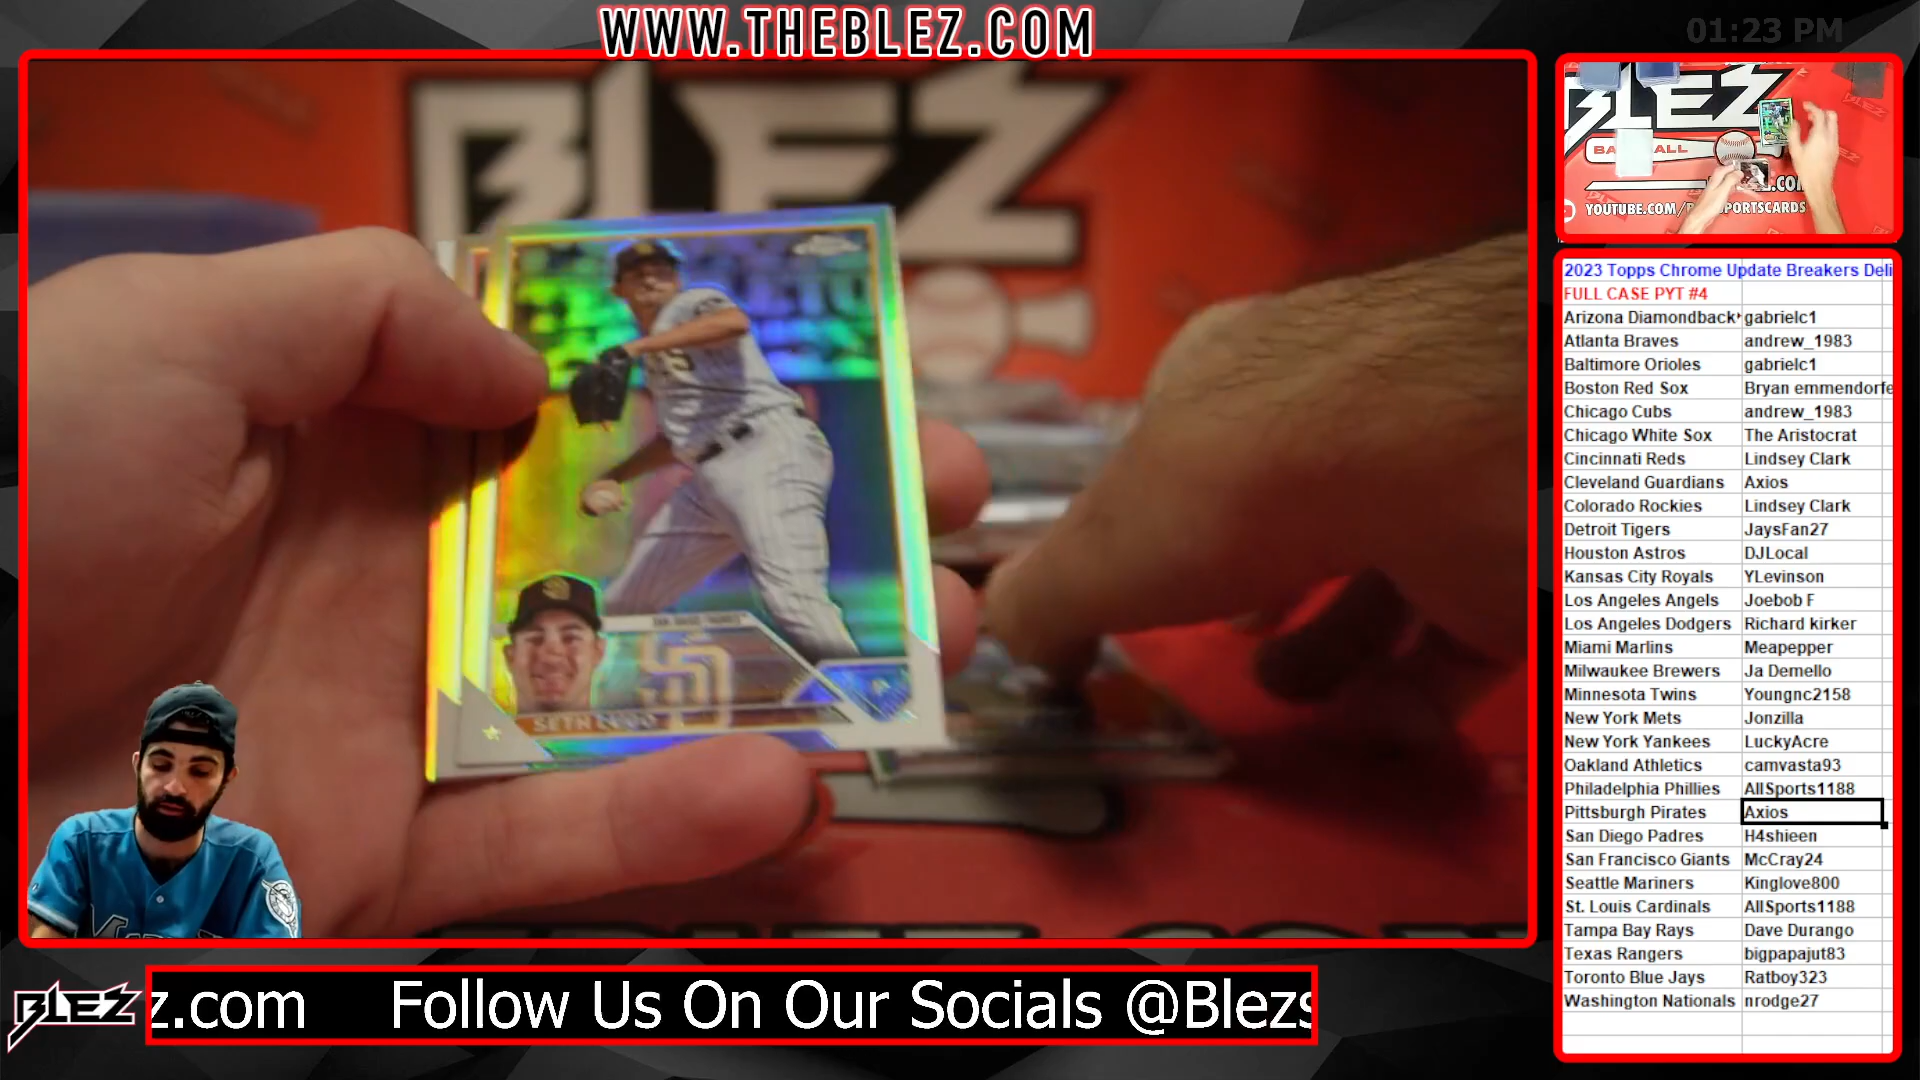 WWW.THEBLEZ.COM
01:23 PM
BLEZ
BLEZ
YOUTUBE.COM/
SPORTSCARDS
SETH LUGO
2023 Topps Chrome Update Breakers Deli
FULL CASE PYT #4
Arizona Diamondback gabrielc1
Atlanta Braves andrew_1983
Baltimore Orioles gabrielc1
Boston Red Sox Bryan emmendorfe
Chicago Cubs andrew_1983
Chicago White Sox The Aristocrat
Cincinnati Reds Lindsey Clark
Cleveland Guardians Axios
Colorado Rockies Lindsey Clark
Detroit Tigers JaysFan27
Houston Astros DJLocal
Kansas City Royals YLevinson
Los Angeles Angels Joebob F
Los Angeles Dodgers Richard kirker
Miami Marlins Meapepper
Milwaukee Brewers Ja Demello
Minnesota Twins Youngnc2158
New York Mets Jonzilla
New York Yankees LuckyAcre
Oakland Athletics camvasta93
Philadelphia Phillies AllSports1188
Pittsburgh Pirates Axios
San Diego Padres H4shieen
San Francisco Giants McCray24
Seattle Mariners Kinglove800
St. Louis Cardinals AllSports1188
Tampa Bay Rays Dave Durango
Texas Rangers bigpapajut83
Toronto Blue Jays Ratboy323
Washington Nationals nrodge27
BLEZ
z.com Follow Us On Our Socials @Blezs